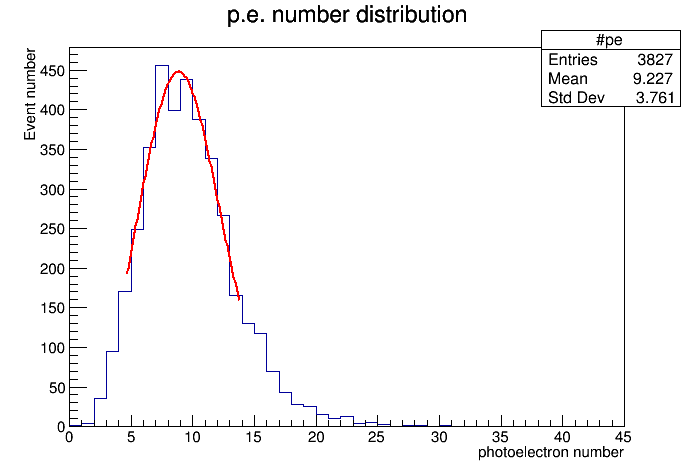 p.e. number distribution
#pe
Entries 3827
Mean 9.227
Std Dev 3.761
Event number
450
400
350
300
250
200
150
100
50
0
0 5 10 15 20 25 30 35 40 45
photoelectron number